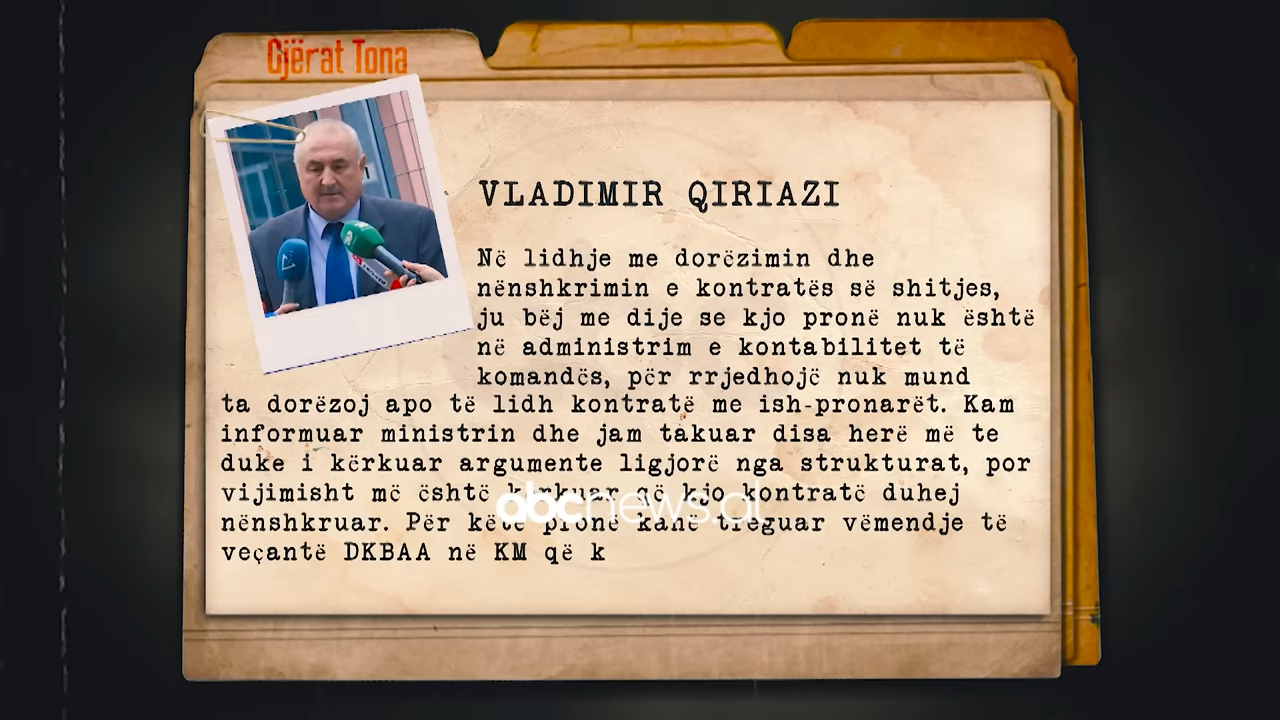 Gjërat Tona
VLADIMIR QIRIAZI
Në lidhje me dorëzimin dhe
nënshkrimin e kontratës së shitjes,
ju bëj me dije se kjo pronë nuk është
në administrim e kontabilitet të
komandës, për rrjedhojë nuk mund
ta dorëzoj apo të lidh kontratë me ish-pronarët. Kam
informuar ministrin dhe jam takuar disa herë më te
duke i kërkuar argumente ligjorë nga strukturat, por
vijimisht më është kërkuar që kjo kontratë duhej
abcnews.al
nënshkruar. Për këtë pronë kanë treguar vëmendje të
veçantë DKBAA në KM që k